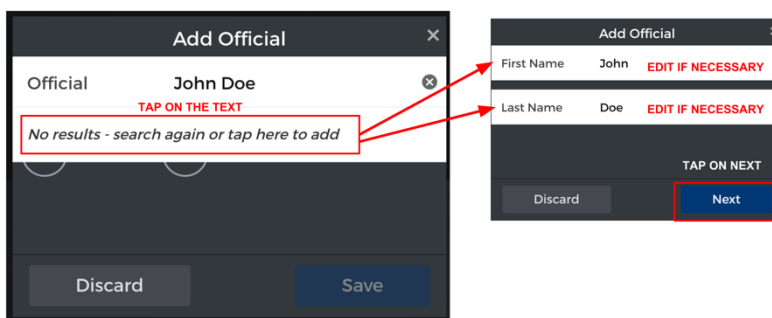 Add Official
Official John Doe
TAP ON THE TEXT
No results - search again or tap here to add
Discard Save
Add Official
First Name John EDIT IF NECESSARY
Last Name Doe EDIT IF NECESSARY
TAP ON NEXT
Discard Next